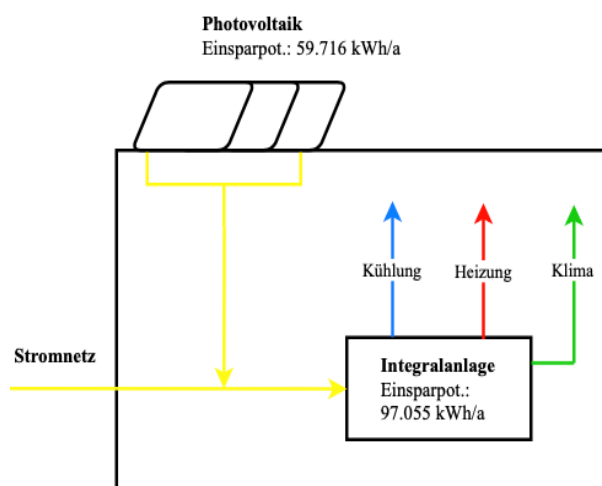 Photovoltaik
Einsparpot.: 59.716 kWh/a
Kühlung
Heizung
Klima
Stromnetz
Integralanlage
Einsparpot.:
97.055 kWh/a